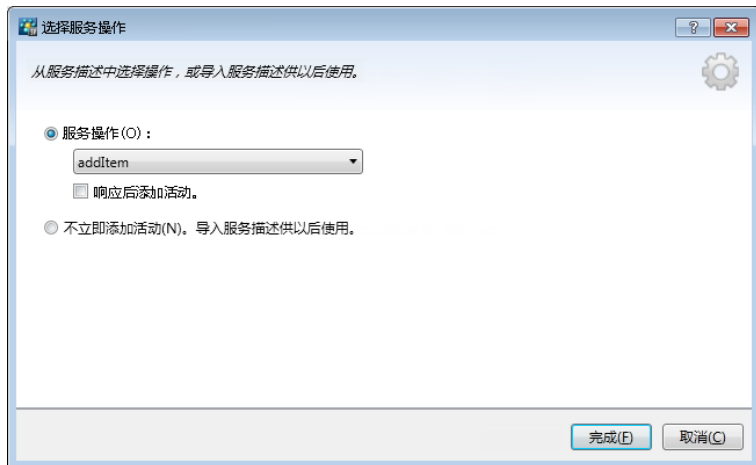 选择服务操作
从服务描述中选择操作，或导入服务描述供以后使用。
服务操作(O)：
addItem
响应后添加活动。
不立即添加活动(N)。导入服务描述供以后使用。
完成(F) 取消(C)